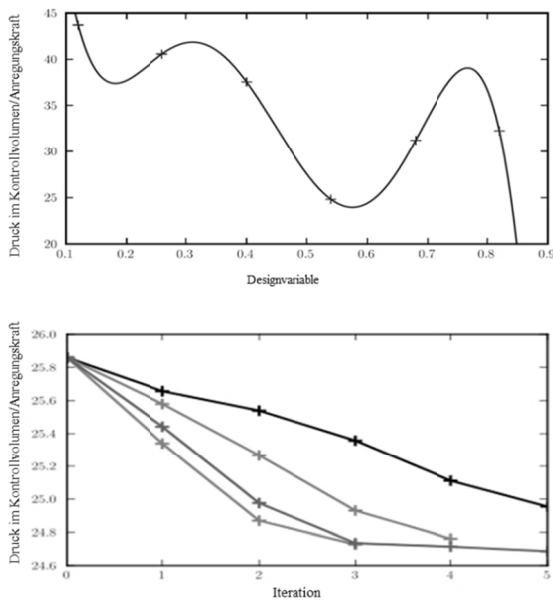 Druck im Kontrollvolumen/Anregungskraft
45
40
35
30
25
20
0.1 0.2 0.3 0.4 0.5 0.6 0.7 0.8 0.9
Designvariable
Druck im Kontrollvolumen/Anregungskraft
26.0
25.8
25.6
25.4
25.2
25.0
24.8
24.6
0 1 2 3 4 5
Iteration